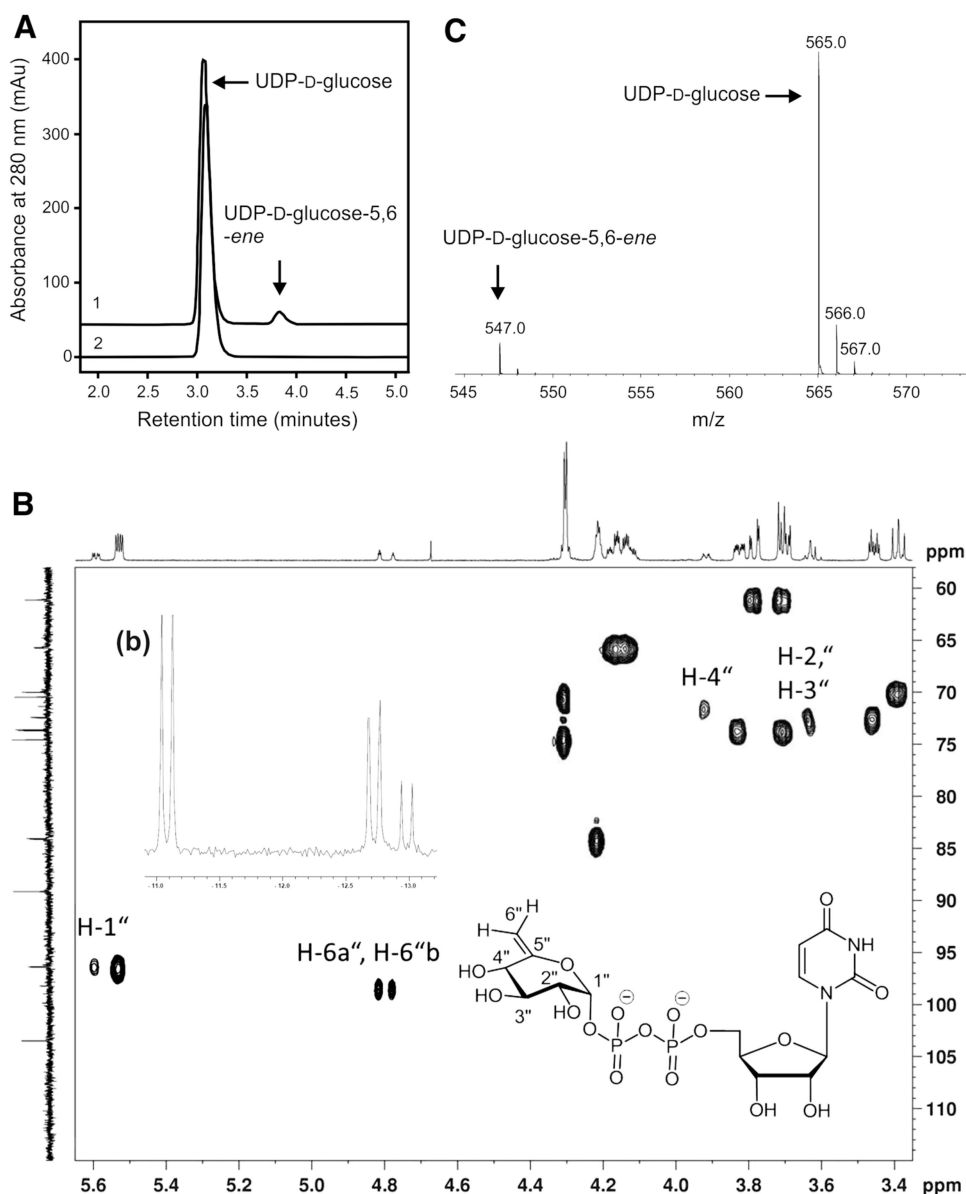 A
Absorbance at 280 nm (mAu)
400
300
200
100
0
UDP-D-glucose
UDP-D-glucose-5,6
-ene
1
2
2.0 2.5 3.0 3.5 4.0 4.5 5.0
Retention time (minutes)
C
565.0
UDP-D-glucose
UDP-D-glucose-5,6-ene
547.0
566.0
567.0
545 550 555 560 565 570
m/z
B
ppm
60
65
70
75
80
85
90
95
100
105
110
(b)
-11.0 -11.5 -12.0 -12.5 -13.0
H-4“
H-2,“
H-3“
H-1“
H-6a“, H-6“b
6" H
H
5"
4"
HO
O
HO
3"
2"
OH
1"
O
O ⊖
P
O
O
O ⊖
P
O
O
O
OH OH
N
O
NH
O
5.6 5.4 5.2 5.0 4.8 4.6 4.4 4.2 4.0 3.8 3.6 3.4 ppm